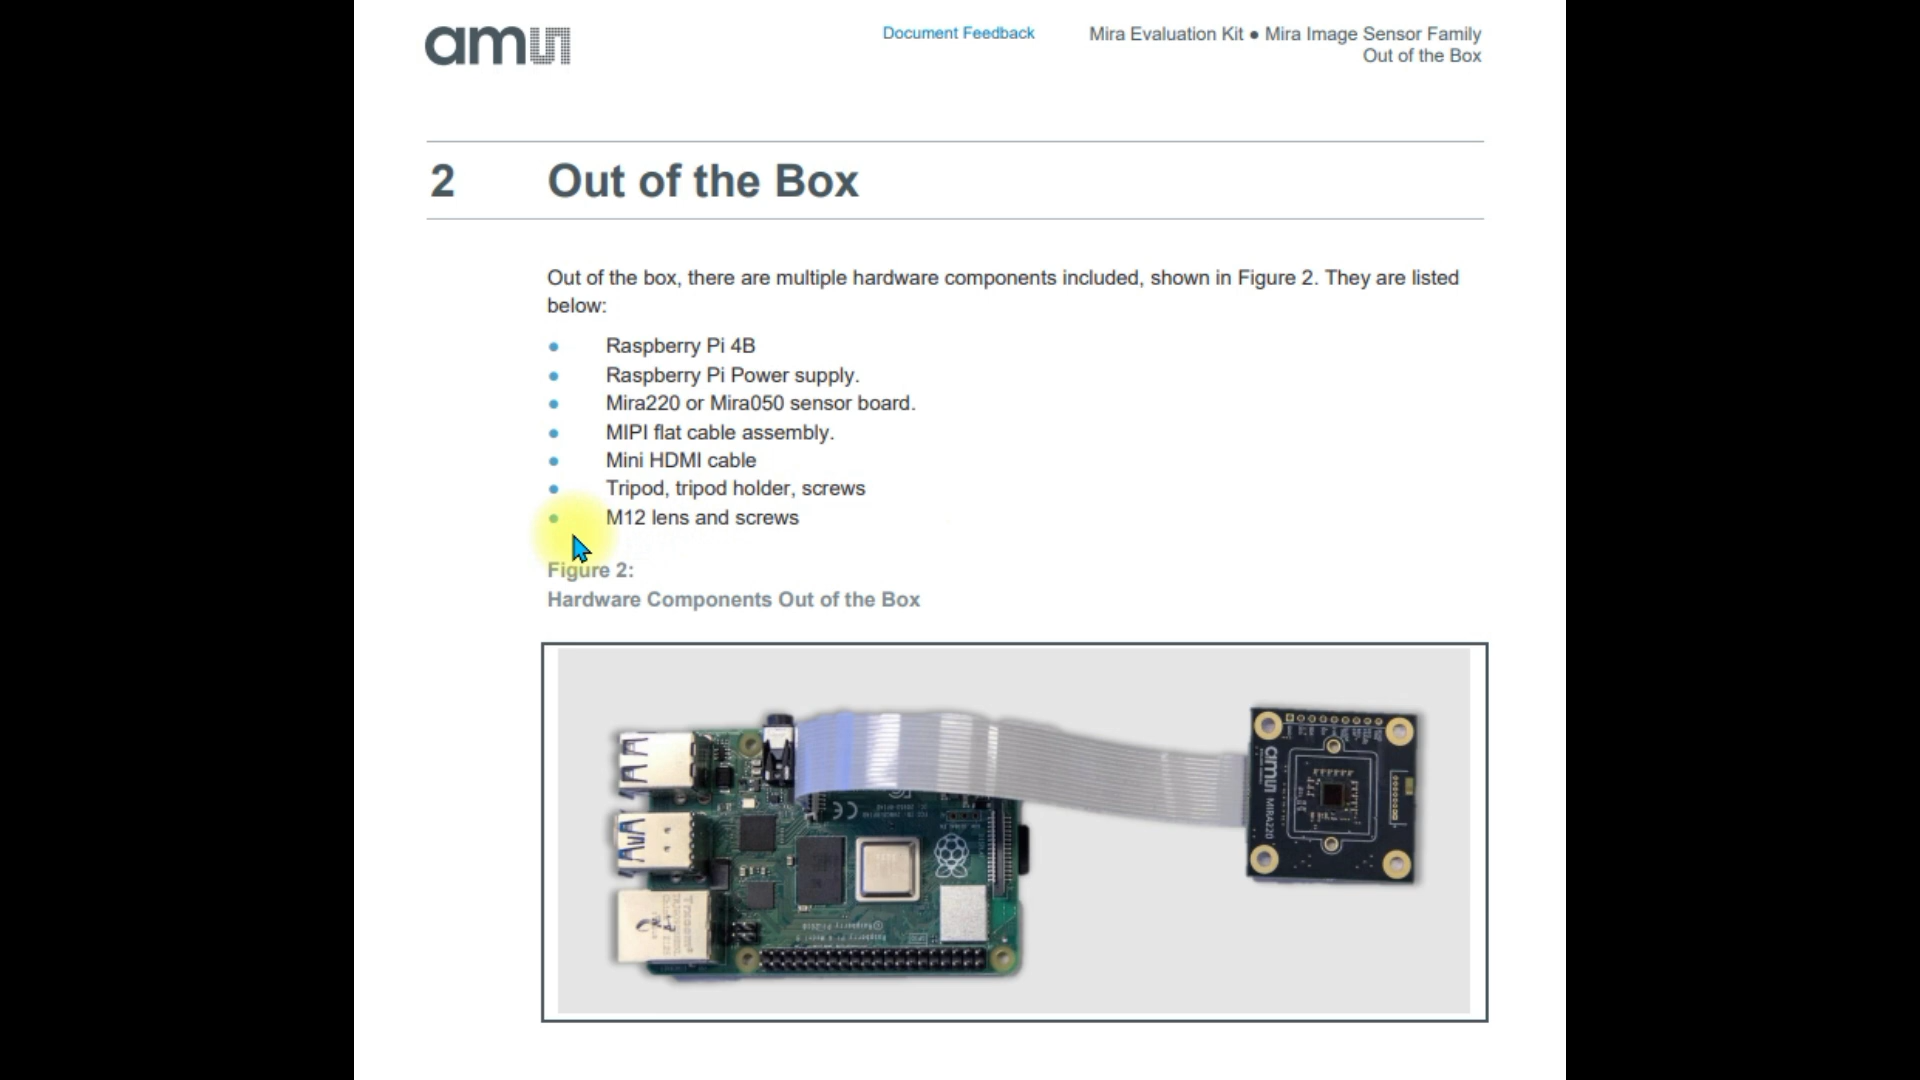 amui
Document Feedback
Mira Evaluation Kit ● Mira Image Sensor Family
Out of the Box
2 Out of the Box
Out of the box, there are multiple hardware components included, shown in Figure 2. They are listed
below:
● Raspberry Pi 4B
● Raspberry Pi Power supply.
● Mira220 or Mira050 sensor board.
● MIPI flat cable assembly.
● Mini HDMI cable
● Tripod, tripod holder, screws
● M12 lens and screws
Figure 2:
Hardware Components Out of the Box
MIRA220